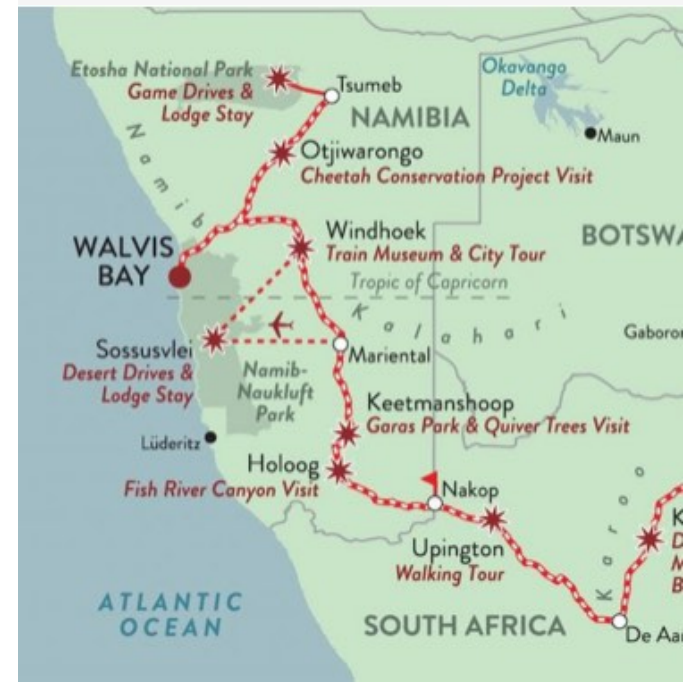 Etosha National Park
Game Drives &
Lodge Stay
Tsumeb
NAMIBIA
Okavango
Delta
Maun
Otjiwarongo
Cheetah Conservation Project Visit
Namib
WALVIS
BAY
Windhoek
Train Museum & City Tour
BOTSWA
Tropic of Capricorn
Kalahari
Gaboro
Sossusvlei
Desert Drives &
Lodge Stay
Mariental
Namib-
Naukluft
Park
Keetmanshoop
Garas Park & Quiver Trees Visit
Lüderitz
Holoog
Fish River Canyon Visit
Nakop
Upington
Walking Tour
Karoo
K
D
M
B
ATLANTIC
OCEAN
SOUTH AFRICA
De Aa